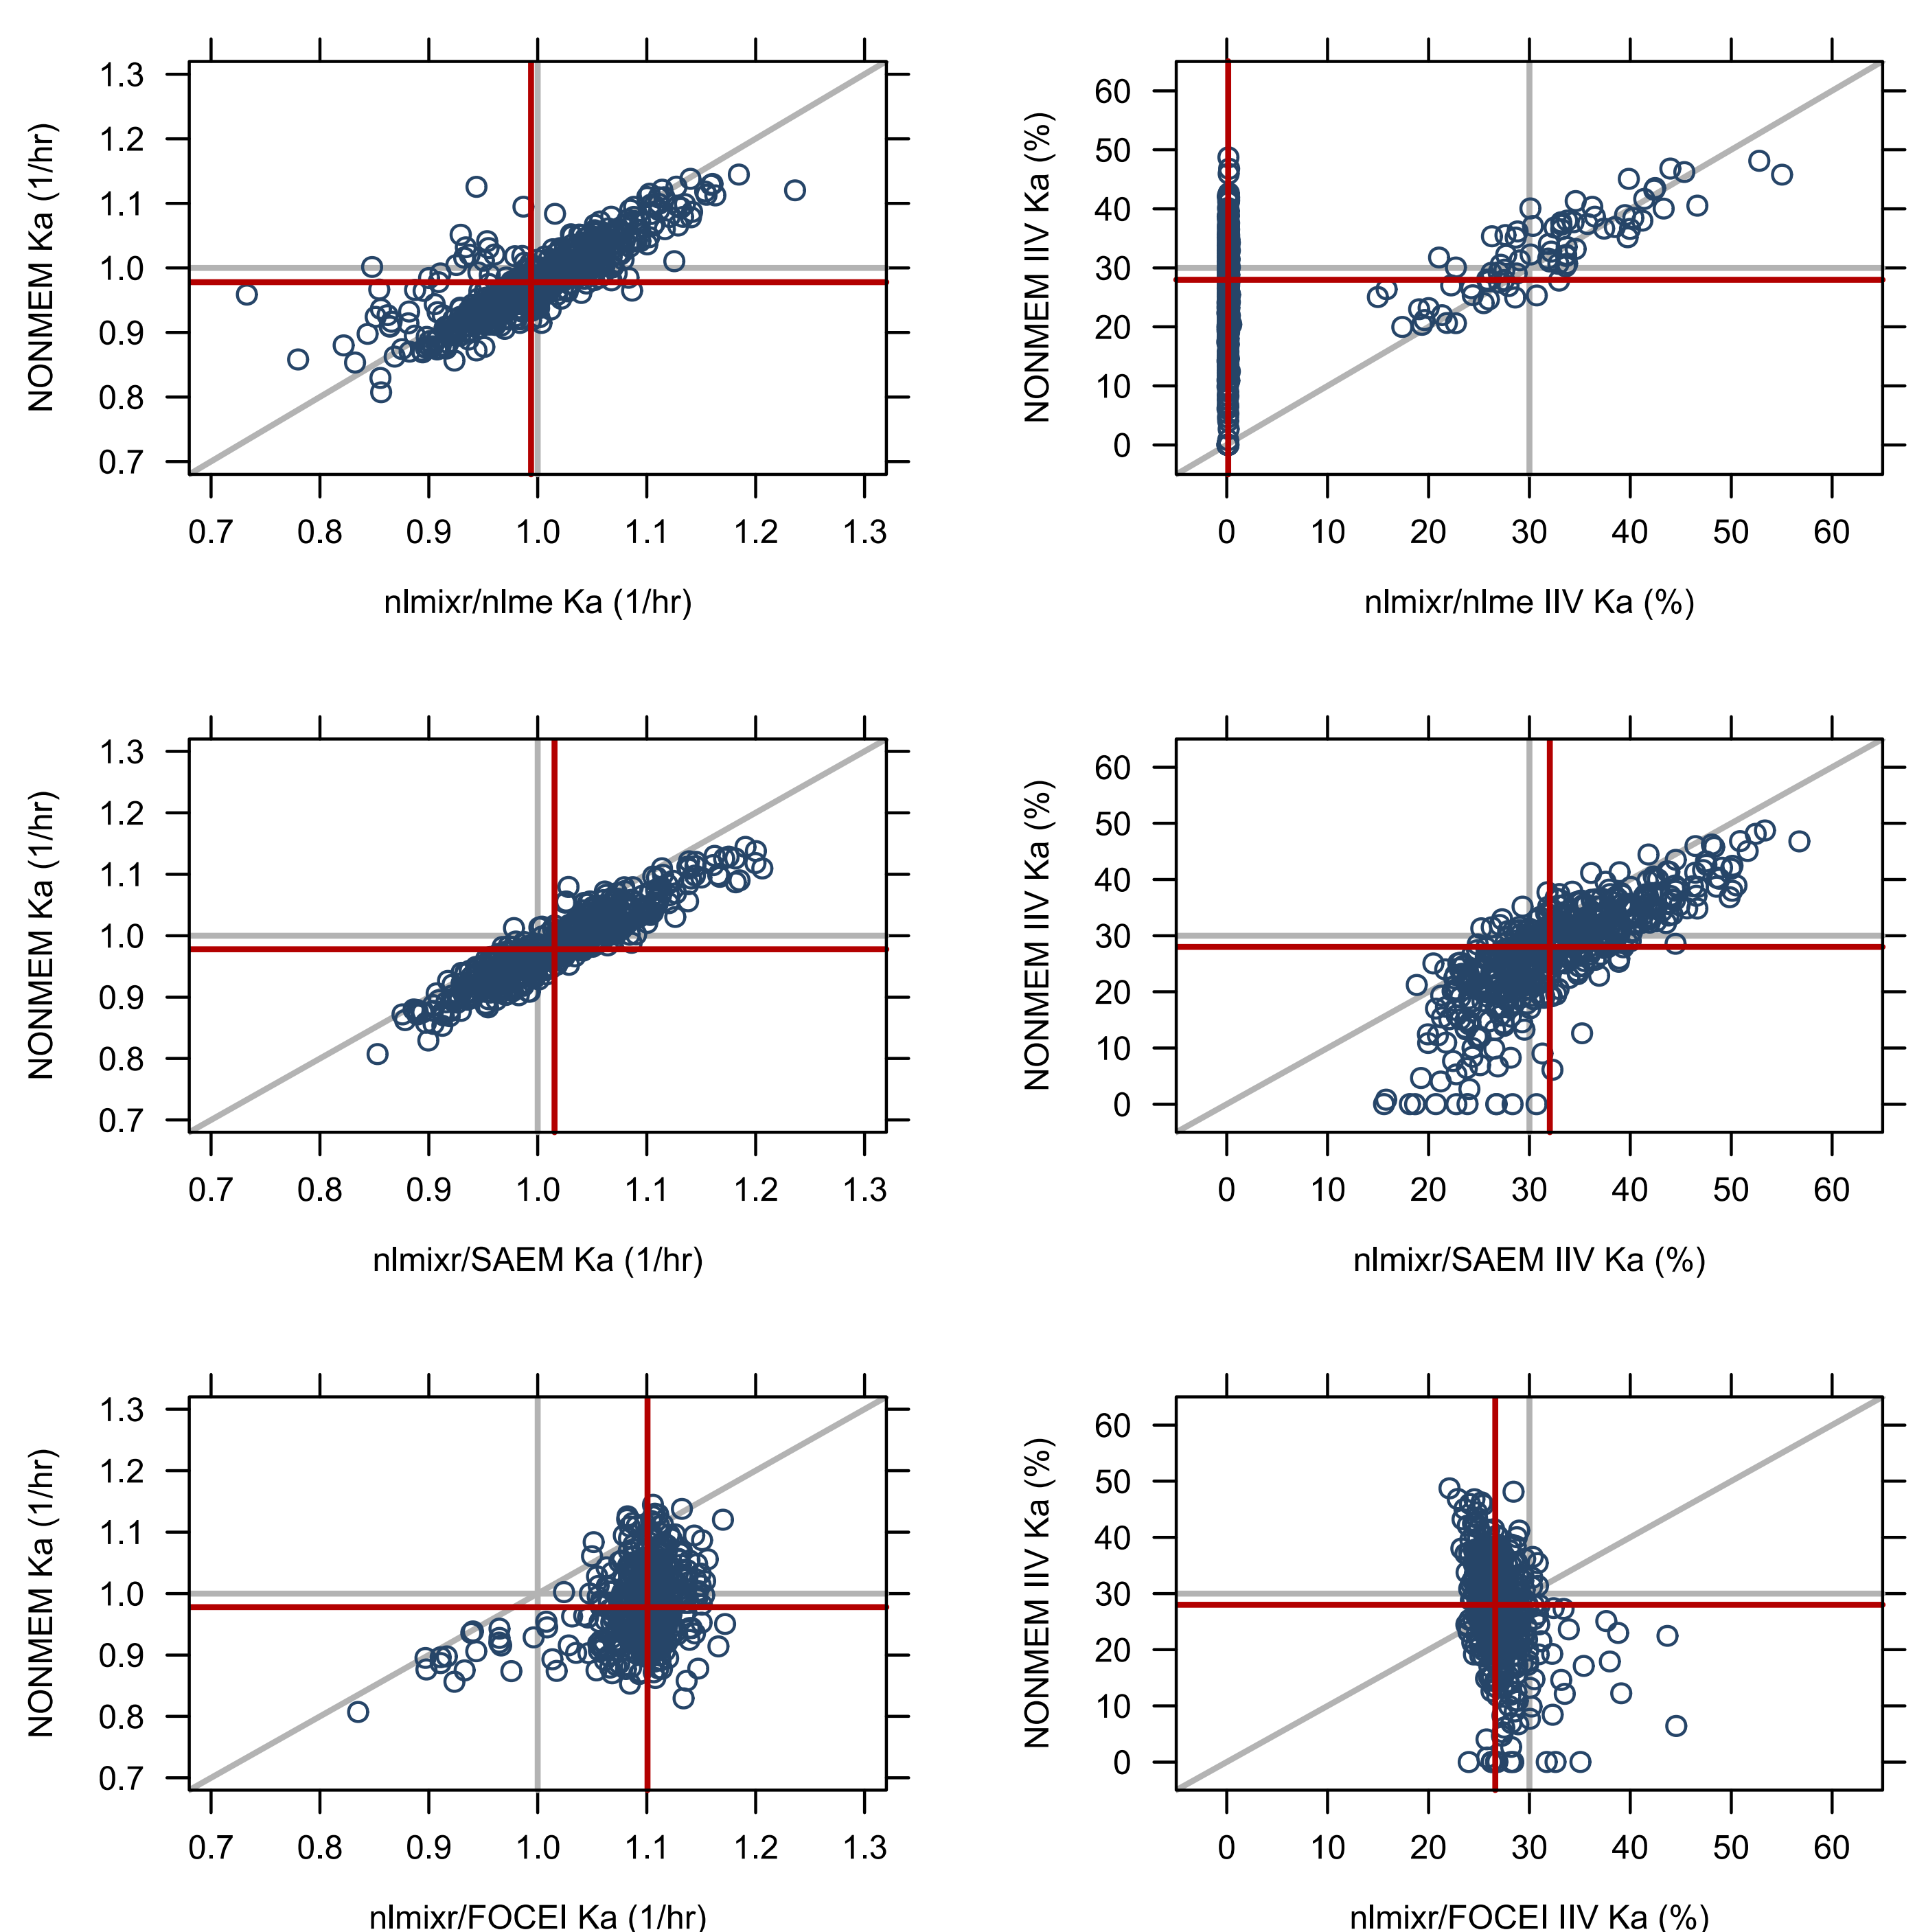 NONMEM Ka (1/hr)
1.3
1.2
1.1
1.0
0.9
0.8
0.7
0.7 0.8 0.9 1.0 1.1 1.2 1.3
nlmixr/nlme Ka (1/hr)
NONMEM IIV Ka (%)
60
50
40
30
20
10
0
0 10 20 30 40 50 60
nlmixr/nlme IIV Ka (%)
NONMEM Ka (1/hr)
1.3
1.2
1.1
1.0
0.9
0.8
0.7
0.7 0.8 0.9 1.0 1.1 1.2 1.3
nlmixr/SAEM Ka (1/hr)
NONMEM IIV Ka (%)
60
50
40
30
20
10
0
0 10 20 30 40 50 60
nlmixr/SAEM IIV Ka (%)
NONMEM Ka (1/hr)
1.3
1.2
1.1
1.0
0.9
0.8
0.7
0.7 0.8 0.9 1.0 1.1 1.2 1.3
nlmixr/FOCEI Ka (1/hr)
NONMEM IIV Ka (%)
60
50
40
30
20
10
0
0 10 20 30 40 50 60
nlmixr/FOCEI IIV Ka (%)